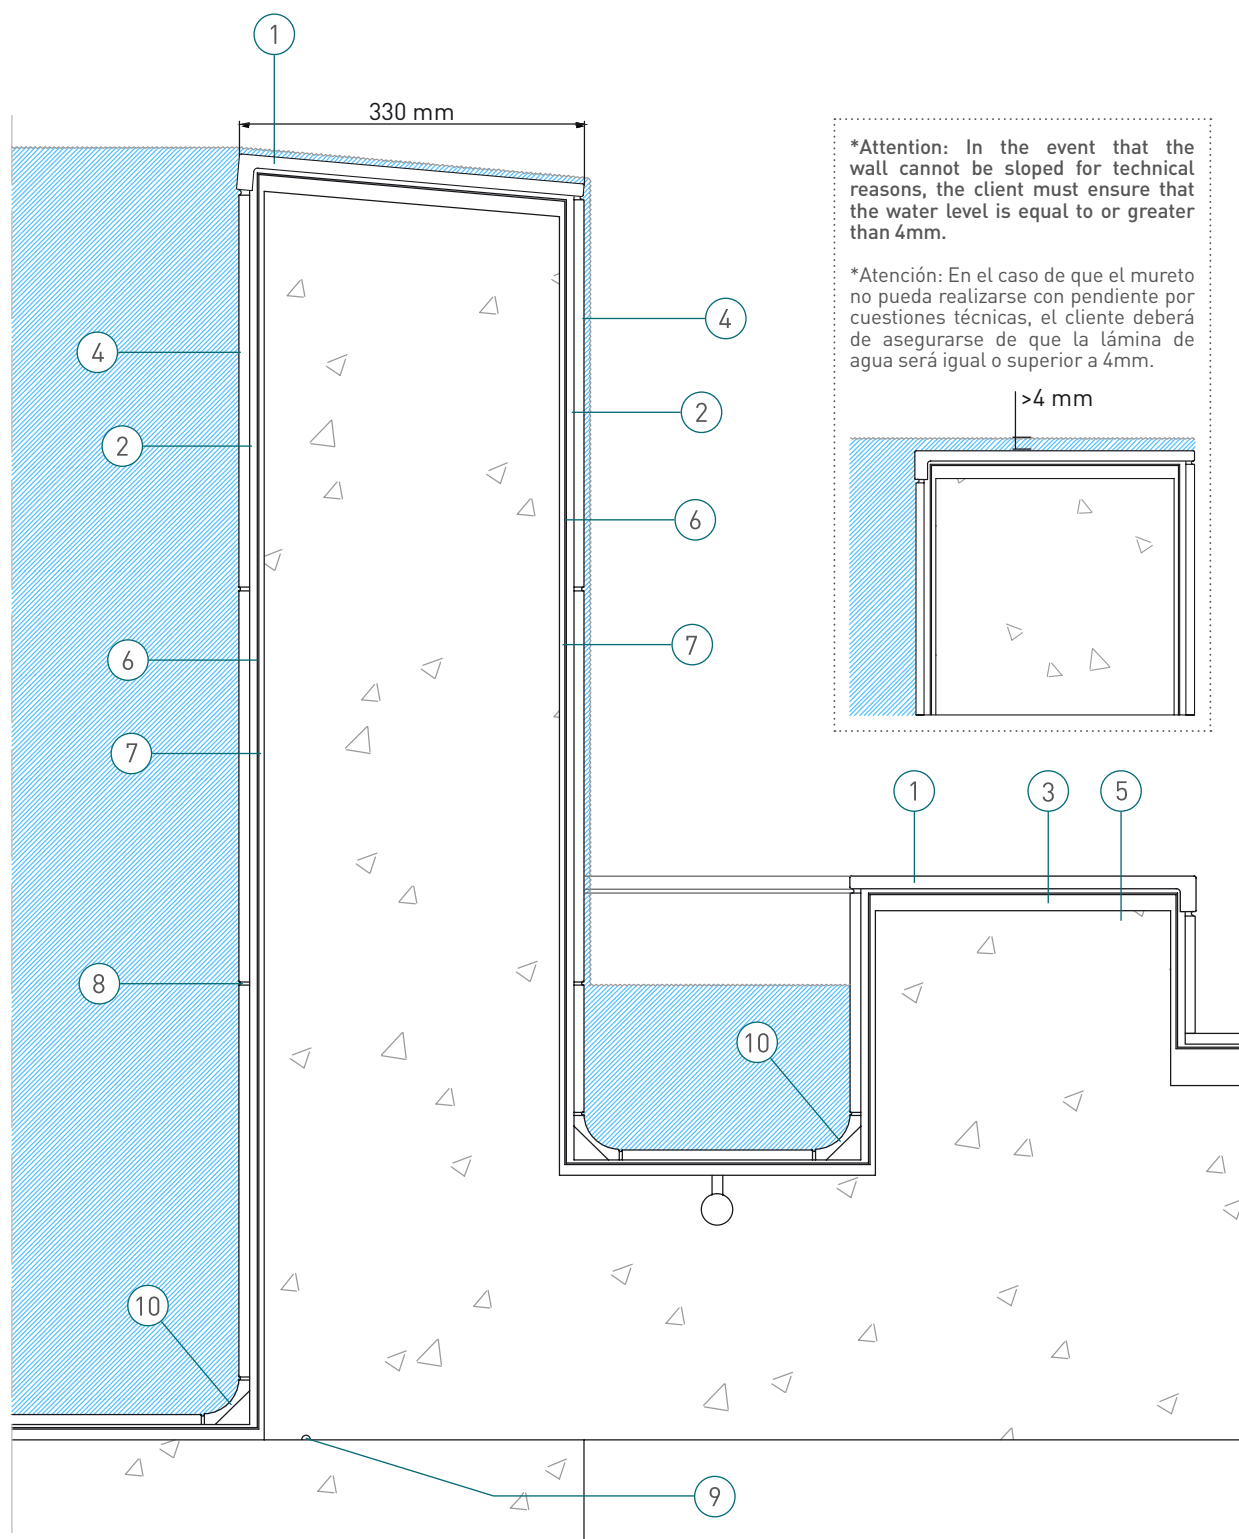 1
330 mm
*Attention: In the event that the
wall cannot be sloped for technical
reasons, the client must ensure that
the water level is equal to or greater
than 4mm.
*Atención: En el caso de que el mureto
no pueda realizarse con pendiente por
cuestiones técnicas, el cliente deberá
de asegurarse de que la lámina de
agua será igual o superior a 4mm.
>4 mm
4
4
2
2
6
6
7
7
1
3
5
8
10
10
9